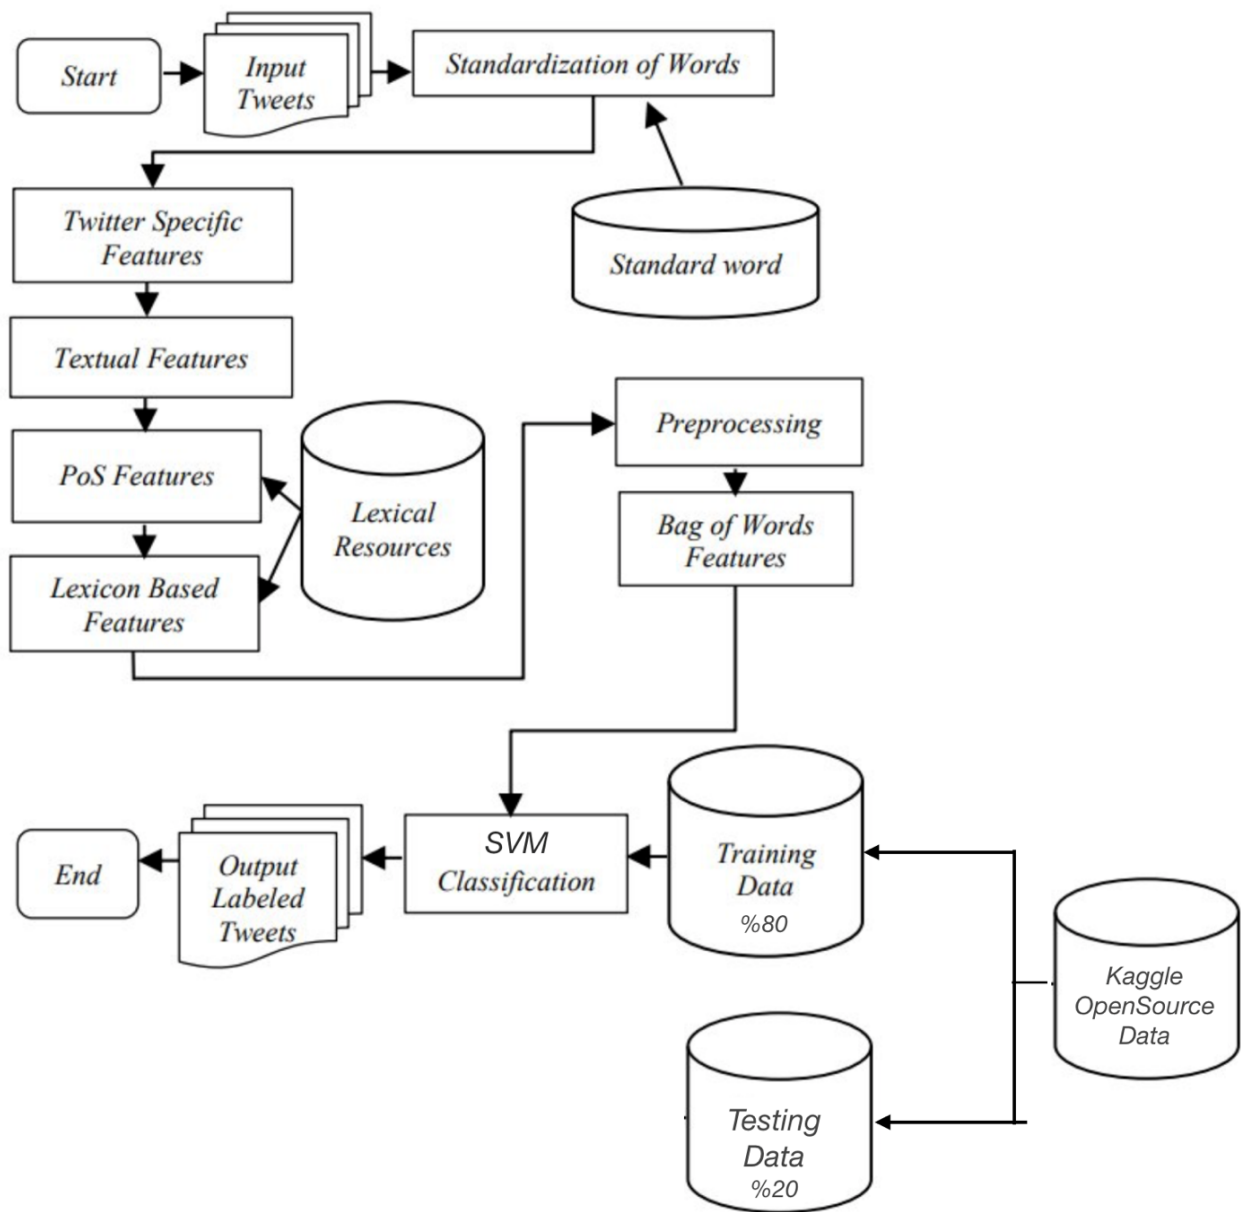 Start
Input
Tweets
Standardization of Words
Twitter Specific
Features
Standard word
Textual Features
PoS Features
Lexical
Resources
Lexicon Based
Features
Preprocessing
Bag of Words
Features
SVM
Classification
Training
Data
%80
Output
Labeled
Tweets
End
Kaggle
OpenSource
Data
Testing
Data
%20